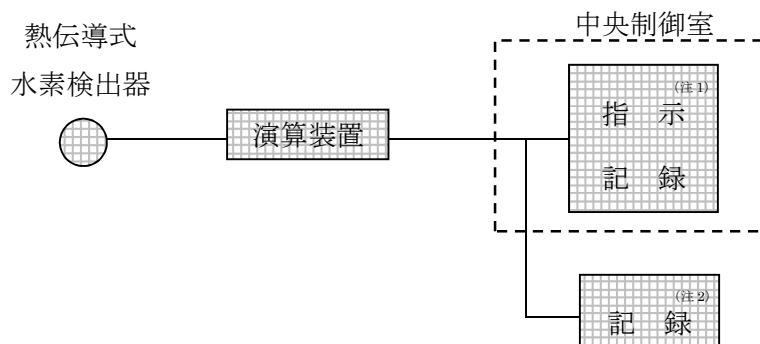 中央制御室
熱伝導式
水素検出器
演算装置
(注1)
指 示
記 録
(注2)
記 録